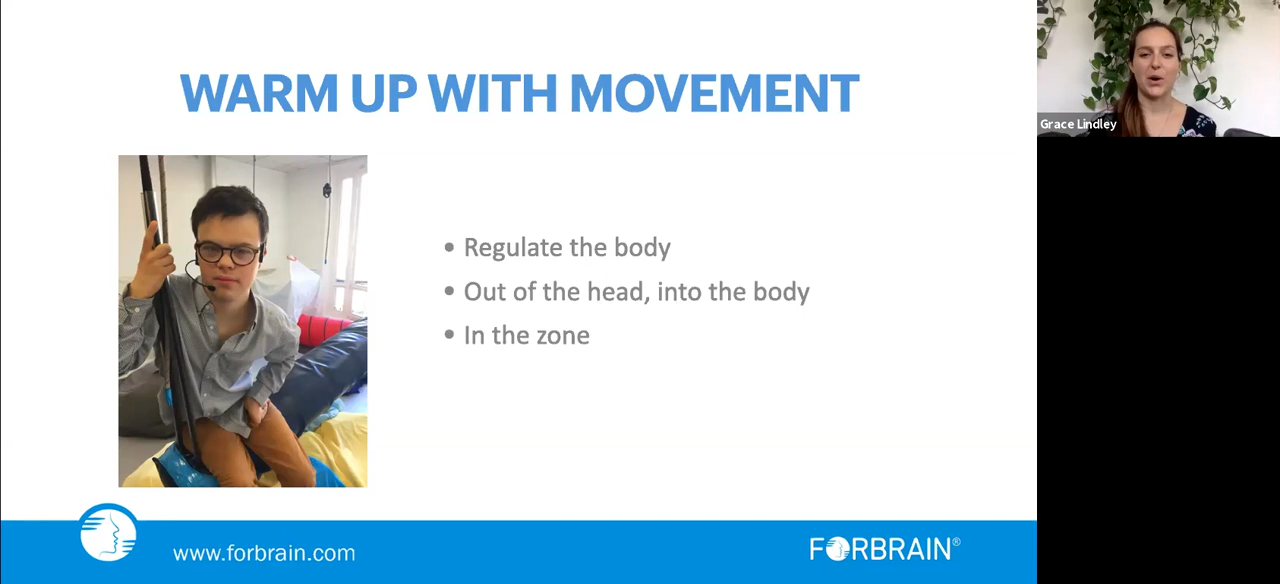 WARM UP WITH MOVEMENT
Grace Lindley
• Regulate the body
• Out of the head, into the body
• In the zone
www.forbrain.com
FORBRAIN®